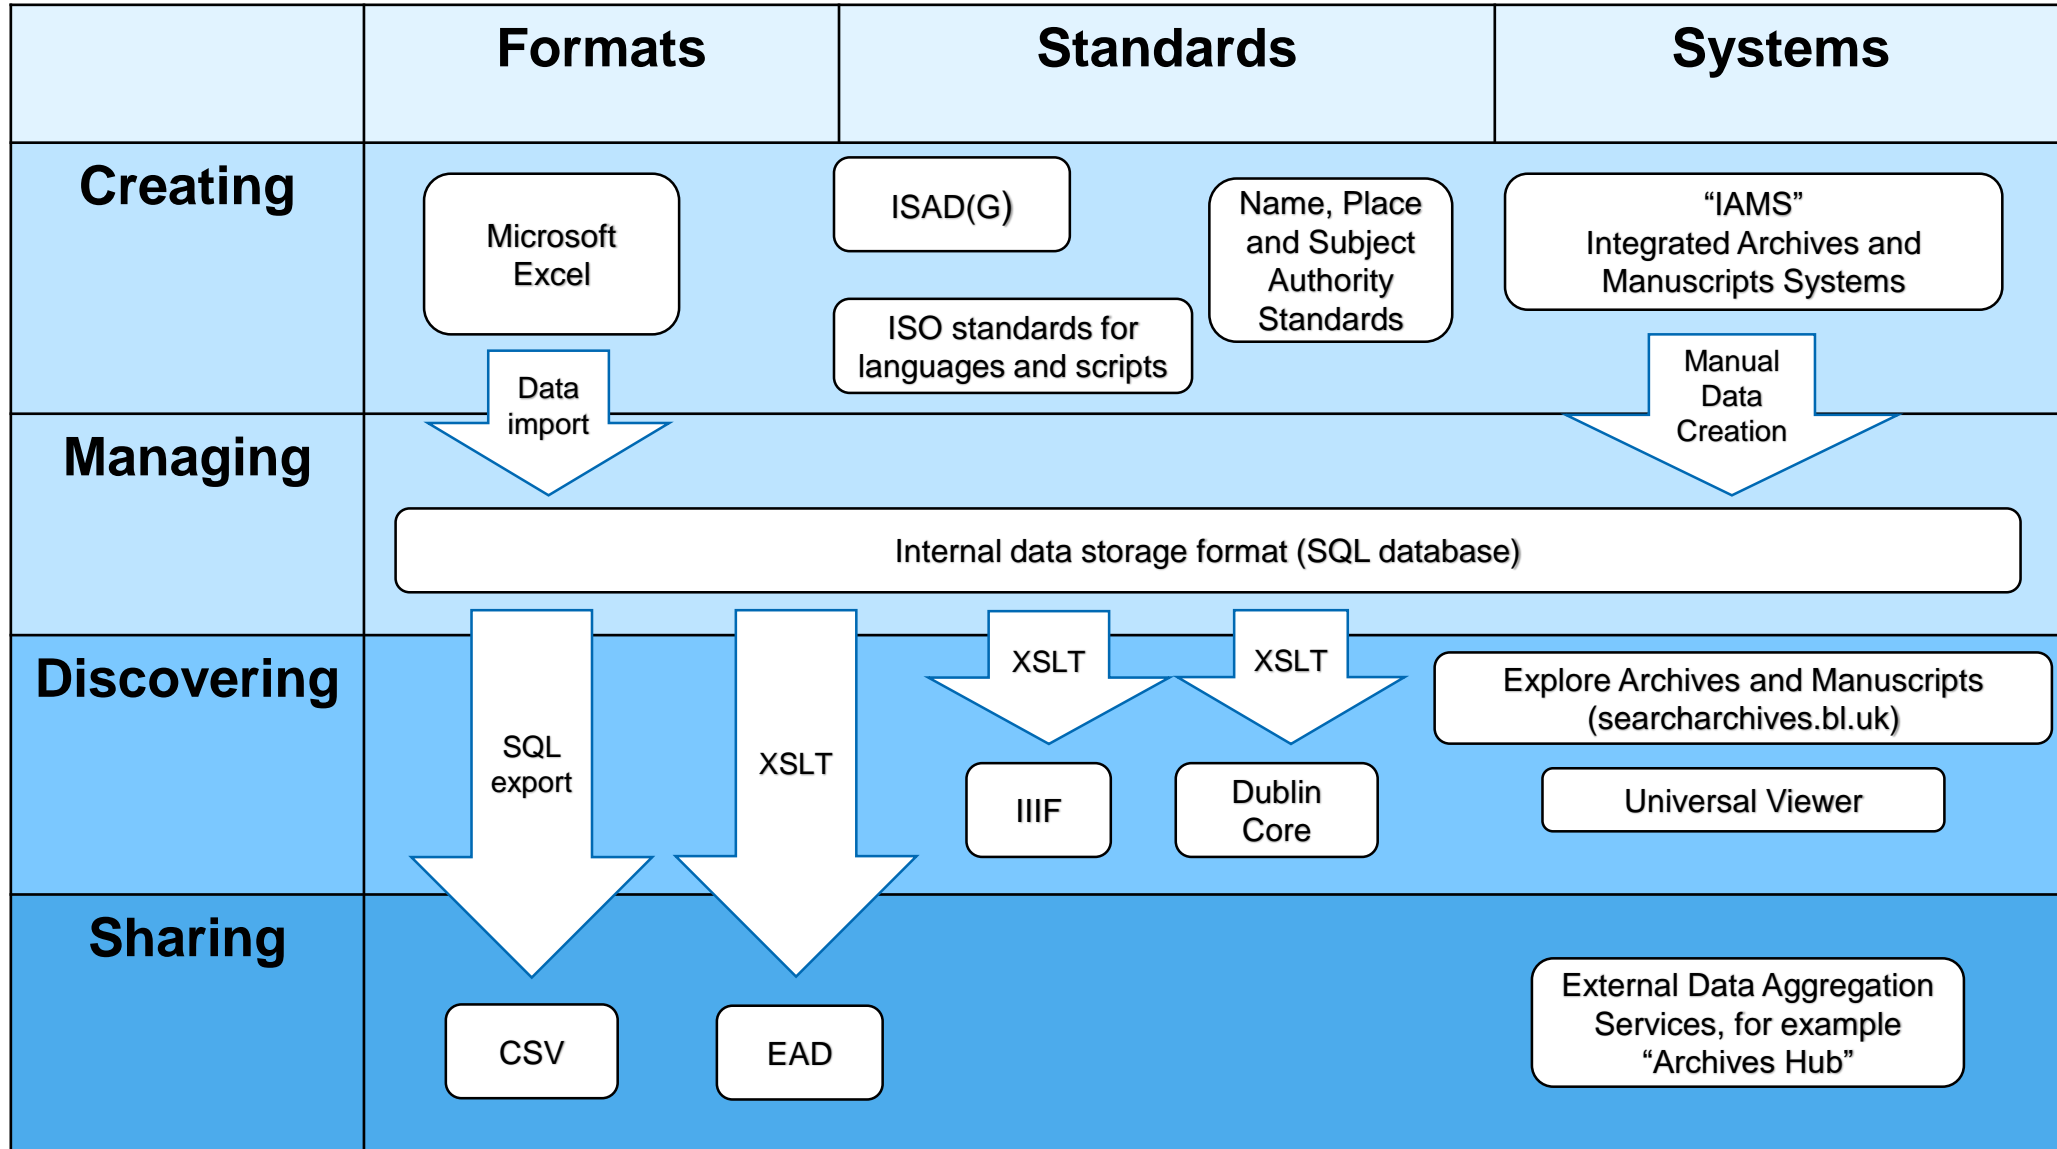 Formats
Standards
Systems
Creating
Microsoft
Excel
ISAD(G)
ISO standards for
languages and scripts
Name, Place
and Subject
Authority
Standards
“IAMS”
Integrated Archives and
Manuscripts Systems
Data
import
Manual
Data
Creation
Managing
Internal data storage format (SQL database)
Discovering
SQL
export
XSLT
XSLT
XSLT
IIIF
Dublin
Core
Explore Archives and Manuscripts
(searcharchives.bl.uk)
Universal Viewer
Sharing
CSV
EAD
External Data Aggregation
Services, for example
“Archives Hub”